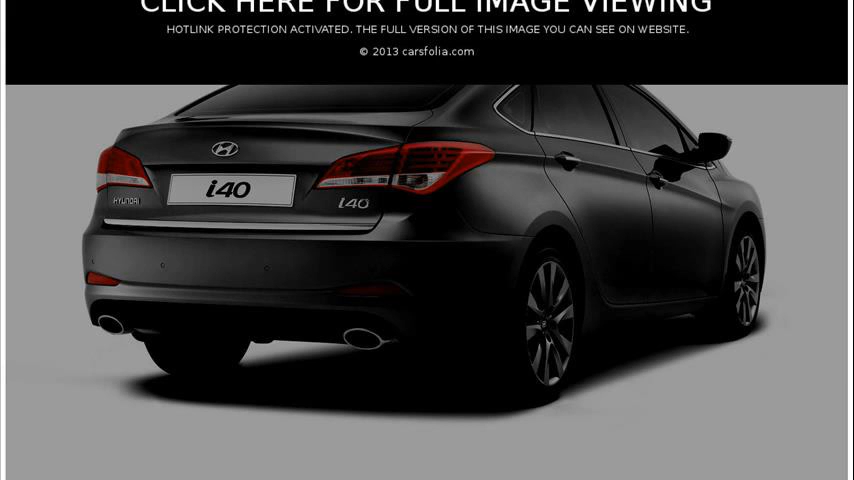 CLICK HERE FOR FULL IMAGE VIEWING
HOTLINK PROTECTION ACTIVATED. THE FULL VERSION OF THIS IMAGE YOU CAN SEE ON WEBSITE.
© 2013 carsfolia.com
i40
HYUNDAI
i40